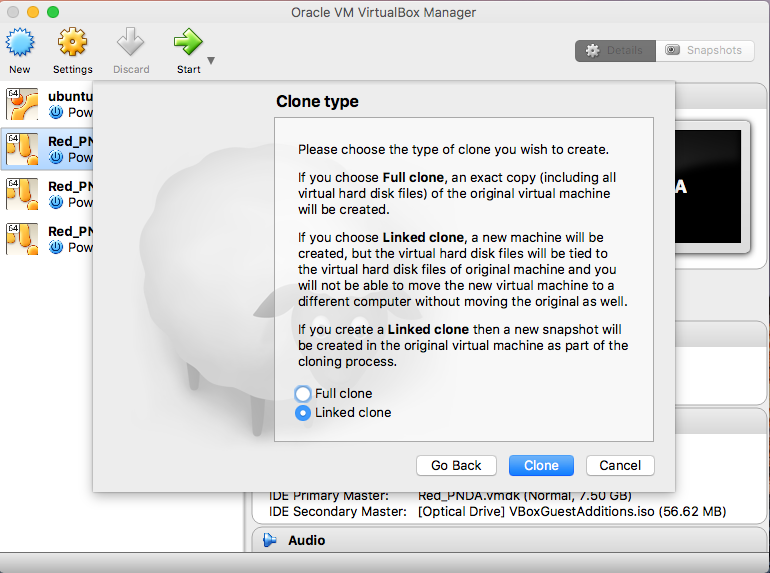 Oracle VM VirtualBox Manager
New
Settings
Discard
Start
Details
Snapshots
64
ubuntu
Pow
64
Red_PN
Pow
64
Red_PN
Pow
64
Red_PN
Pow
A
Clone type
Please choose the type of clone you wish to create.
If you choose Full clone, an exact copy (including all
virtual hard disk files) of the original virtual machine
will be created.
If you choose Linked clone, a new machine will be
created, but the virtual hard disk files will be tied to
the virtual hard disk files of original machine and you
will not be able to move the new virtual machine to a
different computer without moving the original as well.
If you create a Linked clone then a new snapshot will
be created in the original virtual machine as part of the
cloning process.
Full clone
Linked clone
Go Back
Clone
Cancel
IDE Primary Master: Red_PNDA.vmdk (Normal, 7.50 GB)
IDE Secondary Master: [Optical Drive] VBoxGuestAdditions.iso (56.62 MB)
Audio